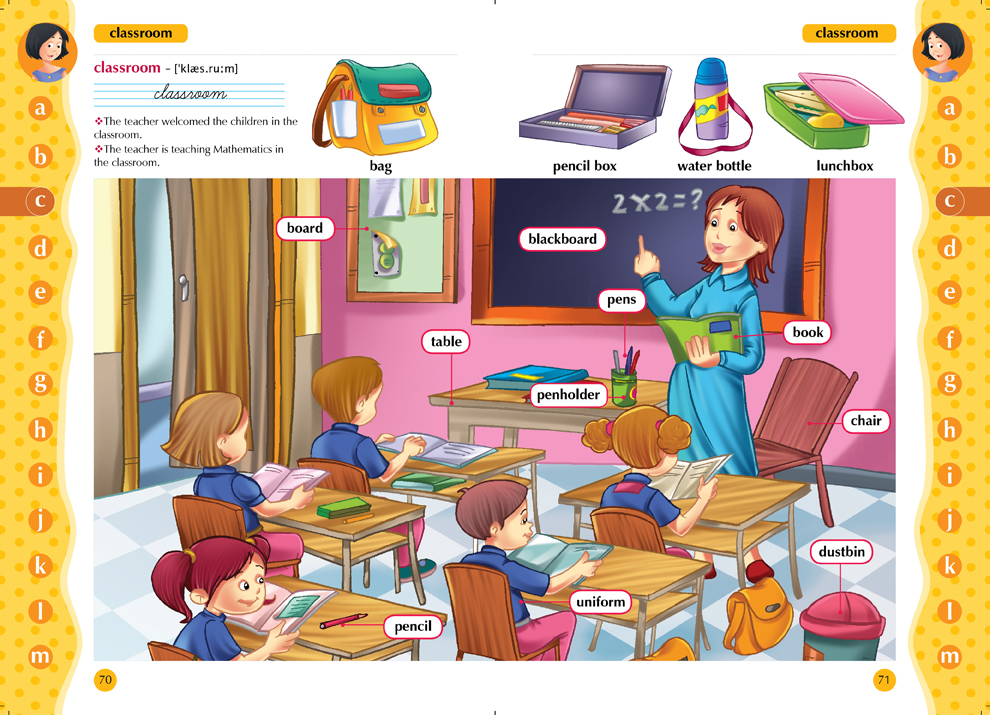 classroom
classroom
classroom – ['klæs.ru:m]
classroom
❖The teacher welcomed the children in the
classroom.
❖The teacher is teaching Mathematics in
the classroom.
bag
pencil box
water bottle
lunchbox
a
b
c
d
e
f
g
h
i
j
k
l
m
board
blackboard
2×2=?
pens
book
table
penholder
chair
dustbin
uniform
pencil
a
b
c
d
e
f
g
h
i
j
k
l
m
70
71